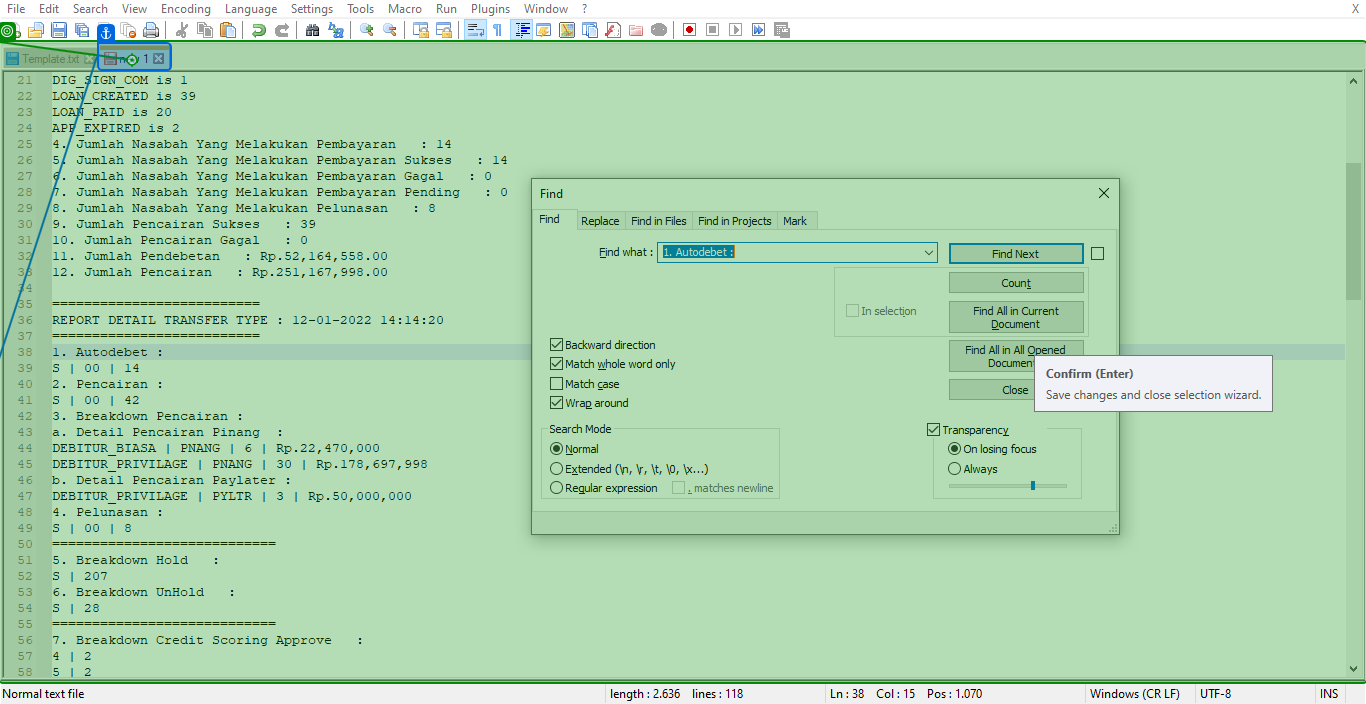 File Edit Search View Encoding Language Settings Tools Macro Run Plugins Window ? X
Template.txt 1
21 DIG_SIGN_COM is 1
22 LOAN_CREATED is 39
23 LOAN_PAID is 20
24 APP_EXPIRED is 2
25 4. Jumlah Nasabah Yang Melakukan Pembayaran : 14
26 5. Jumlah Nasabah Yang Melakukan Pembayaran Sukses : 14
27 6. Jumlah Nasabah Yang Melakukan Pembayaran Gagal : 0
28 7. Jumlah Nasabah Yang Melakukan Pembayaran Pending : 0
29 8. Jumlah Nasabah Yang Melakukan Pelunasan : 8
30 9. Jumlah Pencairan Sukses : 39
31 10. Jumlah Pencairan Gagal : 0
32 11. Jumlah Pendebetan : Rp.52,164,558.00
33 12. Jumlah Pencairan : Rp.251,167,998.00
34
35 ==========================
36 REPORT DETAIL TRANSFER TYPE : 12-01-2022 14:14:20
37 ==========================
38 1. Autodebet :
39 S | 00 | 14
40 2. Pencairan :
41 S | 00 | 42
42 3. Breakdown Pencairan :
43 a. Detail Pencairan Pinang :
44 DEBITUR_BIASA | PNANG | 6 | Rp.22,470,000
45 DEBITUR_PRIVILAGE | PNANG | 30 | Rp.178,697,998
46 b. Detail Pencairan Paylater :
47 DEBITUR_PRIVILAGE | PYLTR | 3 | Rp.50,000,000
48 4. Pelunasan :
49 S | 00 | 8
50 ============================
51 5. Breakdown Hold :
52 S | 207
53 6. Breakdown UnHold :
54 S | 28
55 ============================
56 7. Breakdown Credit Scoring Approve :
57 4 | 2
58 5 | 2
Find
Find Replace Find in Files Find in Projects Mark
Find what : 1. Autodebet : Find Next
Count
In selection
Find All in Current
Document
Find All in All Opened
Close
Backward direction
Match whole word only
Match case
Wrap around
Search Mode
Normal
Extended (\n, \r, \t, \0, \x...)
Regular expression . matches newline
Transparency
On losing focus
Always
Confirm (Enter)
Save changes and close selection wizard.
Normal text file length : 2.636 lines : 118 Ln : 38 Col : 15 Pos : 1.070 Windows (CR LF) UTF-8 INS